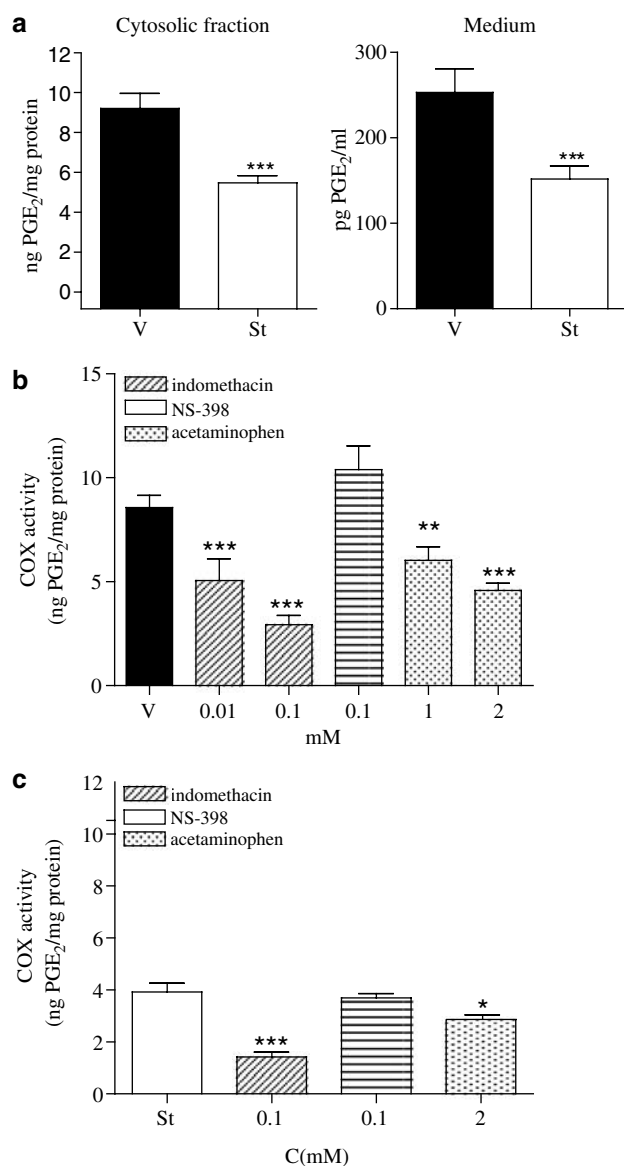 a
Cytosolic fraction
Medium
ng PGE2/mg protein
12
10
8
6
4
2
0
***
V
St
pg PGE2/ml
300
200
100
0
***
V
St
b
COX activity
(ng PGE2/mg protein)
15
10
5
0
indomethacin
NS-398
acetaminophen
***
***
**
***
V 0.01 0.1 0.1 1 2
mM
c
COX activity
(ng PGE2/mg protein)
12
10
8
6
4
2
0
indomethacin
NS-398
acetaminophen
***
*
St 0.1 0.1 2
C(mM)